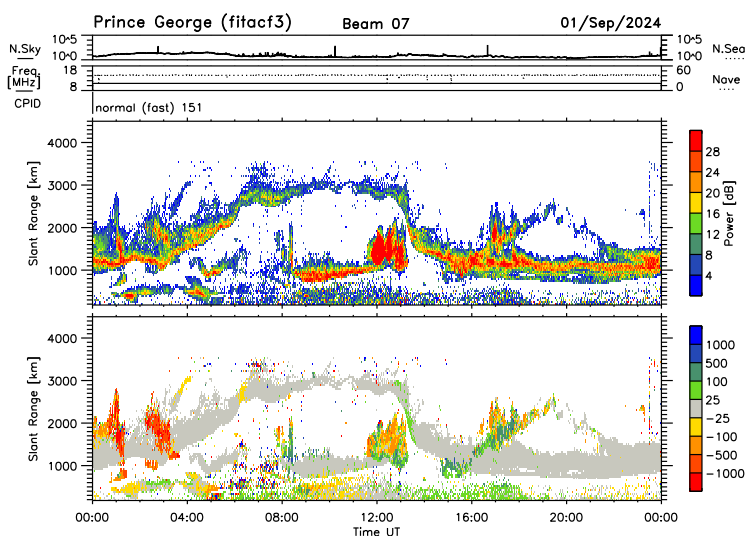 Prince George (fitacf3) Beam 07 01/Sep/2024
N.Sky 10^5 10^0 10^5 10^0 N.Sea
Freq. [MHz] 18 8 60 0 Nave
CPID normal (fast) 151
Slant Range [km] 4000 3000 2000 1000
28 24 20 16 12 8 4 Power [dB]
Slant Range [km] 4000 3000 2000 1000
1000 500 100 25 -25 -100 -500 -1000
00:00 04:00 08:00 12:00 16:00 20:00 00:00
Time UT